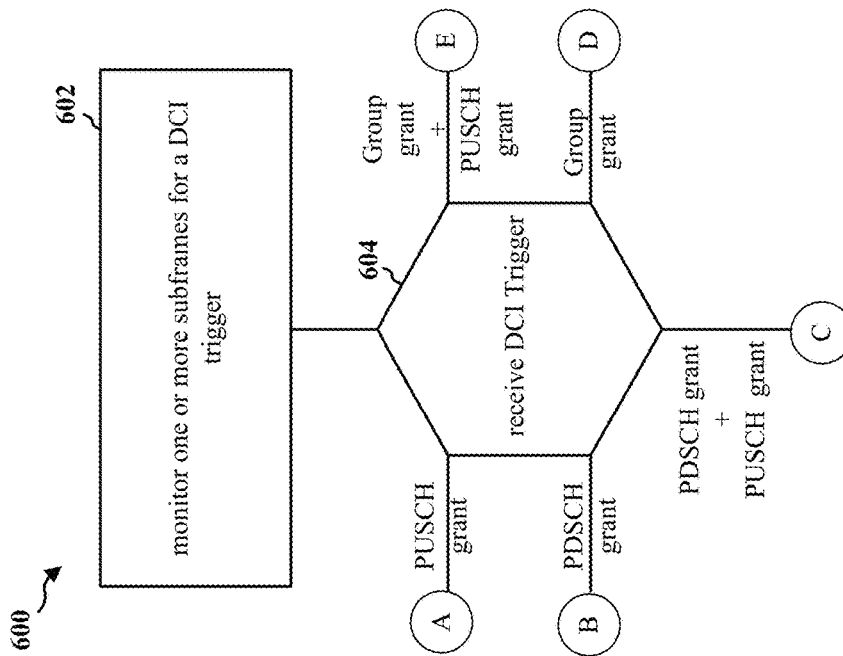 600
602
monitor one or more subframes for a DCI
trigger
604
receive DCI Trigger
PUSCH
grant
A
PDSCH
grant
B
PDSCH grant
+
PUSCH grant
C
Group
grant
D
Group
grant
+
PUSCH
grant
E